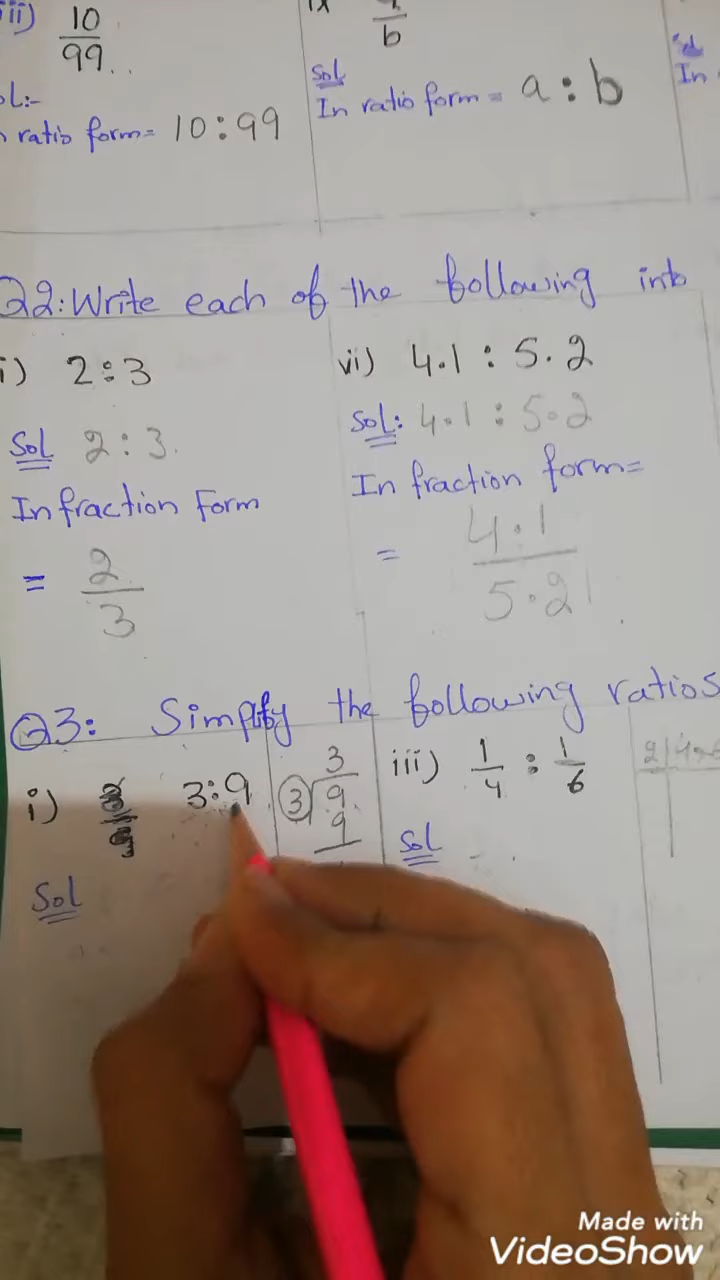 ii) 10/99
ix
b
Sol
In ratio form = a : b
ratio form = 10:99
In
Q2: Write each of the following into
i) 2:3
vi) 4.1 : 5.2
Sol 2 : 3.
Sol: 4.1 : 5.2
In fraction Form
In fraction form=
= 2/3
= 4.1/5.2
Q3: Simplify the following ratios
i) 3:9
3 3 9 9
iii) 1/4 : 1/6
Sol
Sol
Made with
VideoShow